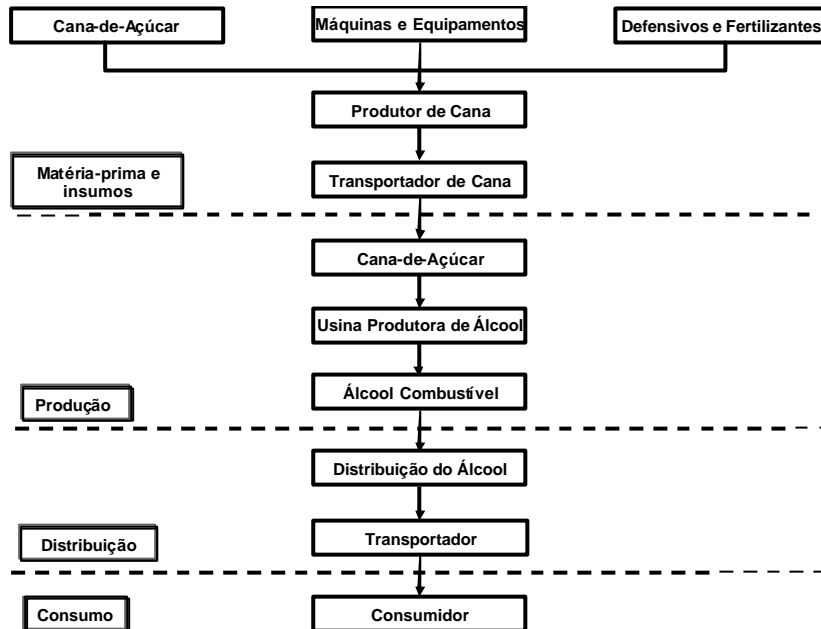 Cana-de-Açúcar
Máquinas e Equipamentos
Defensivos e Fertilizantes
Produtor de Cana
Matéria-prima e
insumos
Transportador de Cana
Cana-de-Açúcar
Usina Produtora de Álcool
Álcool Combustível
Produção
Distribuição do Álcool
Transportador
Distribuição
Consumo
Consumidor